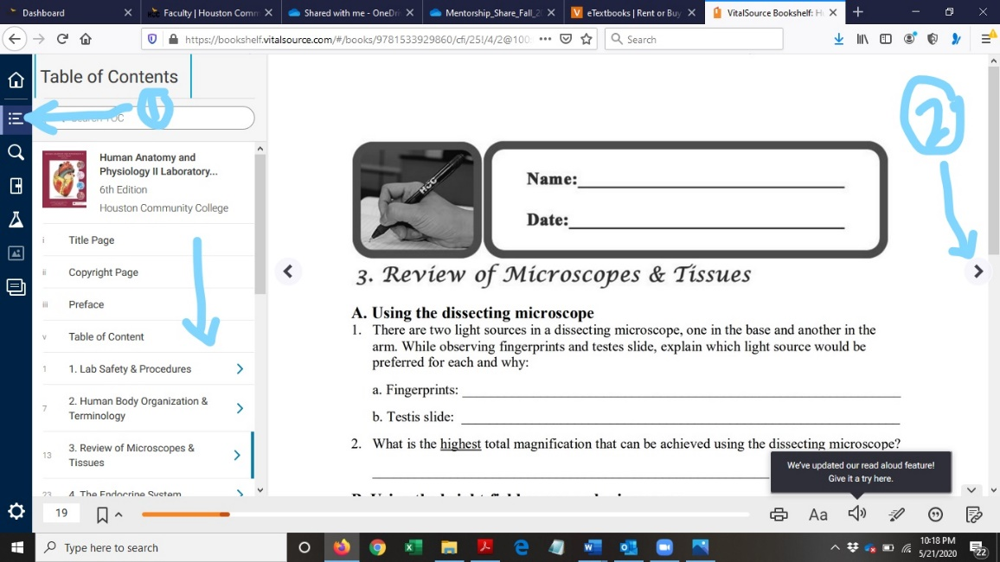 Dashboard
Faculty | Houston Comm
Shared with me - OneDri
Mentorship_Share_Fall_2
eTextbooks | Rent or Buy
VitalSource Bookshelf: H
https://bookshelf.vitalsource.com/#/books/9781533929860/cfi/25!/4/2@100:
Search
Table of Contents
1
Search TOC
2
Human Anatomy and
Physiology II Laboratory...
6th Edition
Houston Community College
i Title Page
ii Copyright Page
iii Preface
v Table of Content
1 1. Lab Safety & Procedures
7 2. Human Body Organization &
Terminology
13 3. Review of Microscopes &
Tissues
23 4. The Endocrine System
HCC
Name:
Date:
3. Review of Microscopes & Tissues
A. Using the dissecting microscope
1. There are two light sources in a dissecting microscope, one in the base and another in the
arm. While observing fingerprints and testes slide, explain which light source would be
preferred for each and why:
a. Fingerprints:
b. Testis slide:
2. What is the highest total magnification that can be achieved using the dissecting microscope?
We've updated our read aloud feature!
Give it a try here.
19
Aa
Type here to search
10:18 PM
5/21/2020
22